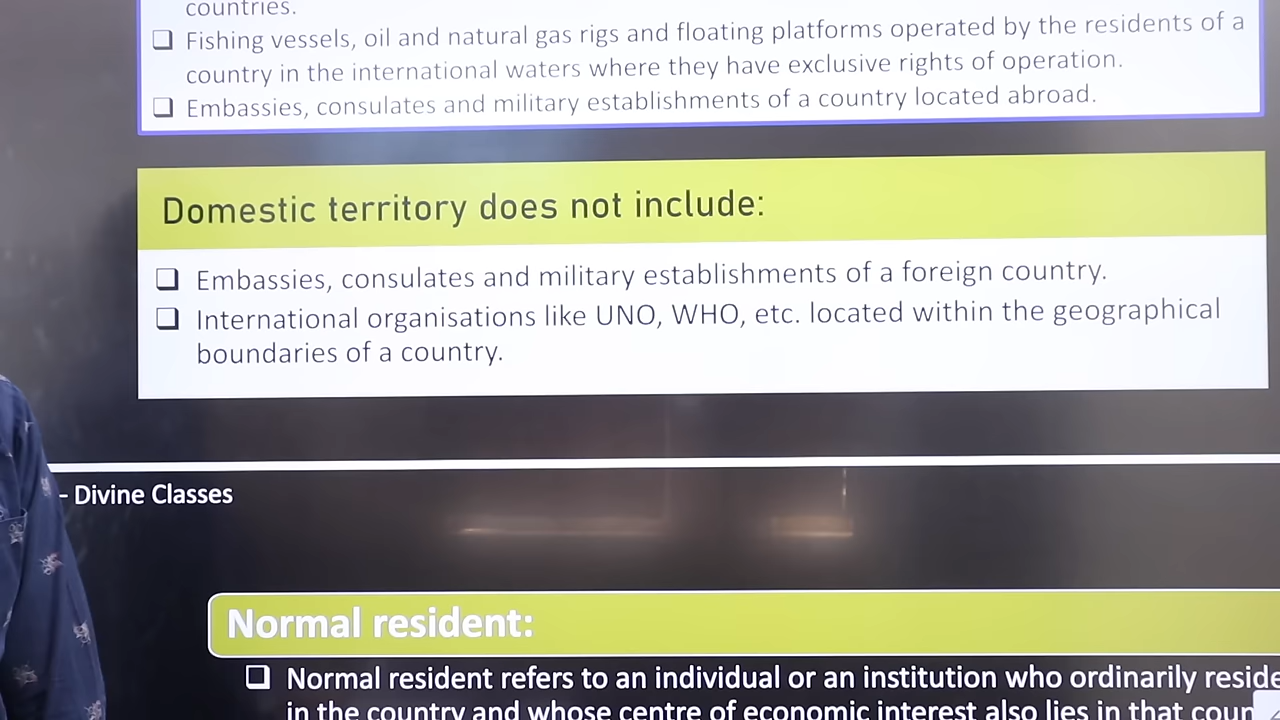 countries.
❑ Fishing vessels, oil and natural gas rigs and floating platforms operated by the residents of a
country in the international waters where they have exclusive rights of operation.
❑ Embassies, consulates and military establishments of a country located abroad.
Domestic territory does not include:
❑ Embassies, consulates and military establishments of a foreign country.
❑ International organisations like UNO, WHO, etc. located within the geographical
boundaries of a country.
- Divine Classes
Normal resident:
❑ Normal resident refers to an individual or an institution who ordinarily reside
in the country and whose centre of economic interest also lies in that coun